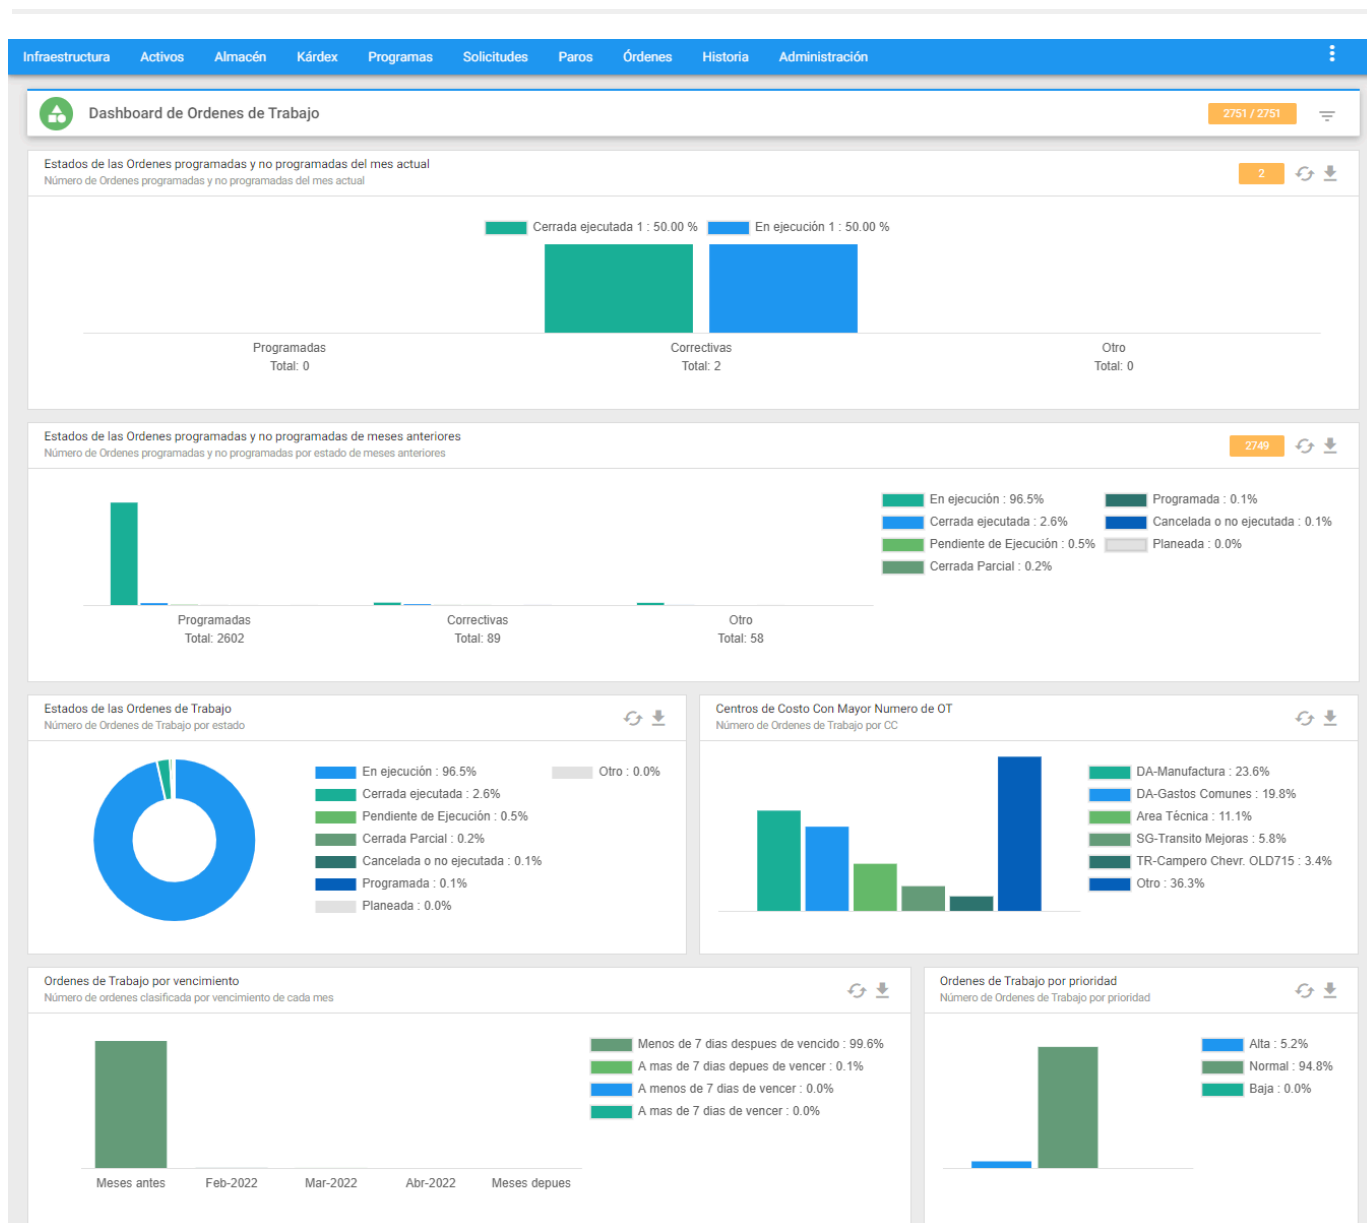 Infraestructura Activos Almacén Kárdex Programas Solicitudes Paros Órdenes Historia Administración
Dashboard de Ordenes de Trabajo
2751 / 2751
Estados de las Ordenes programadas y no programadas del mes actual
Número de Ordenes programadas y no programadas del mes actual
2
Cerrada ejecutada 1 : 50.00 % En ejecución 1 : 50.00 %
Programadas Correctivas Otro
Total: 0 Total: 2 Total: 0
Estados de las Ordenes programadas y no programadas de meses anteriores
Número de Ordenes programadas y no programadas por estado de meses anteriores
2749
En ejecución : 96.5% Programada : 0.1%
Cerrada ejecutada : 2.6% Cancelada o no ejecutada : 0.1%
Pendiente de Ejecución : 0.5% Planeada : 0.0%
Cerrada Parcial : 0.2%
Programadas Correctivas Otro
Total: 2602 Total: 89 Total: 58
Estados de las Ordenes de Trabajo
Número de Ordenes de Trabajo por estado
En ejecución : 96.5% Otro : 0.0%
Cerrada ejecutada : 2.6%
Pendiente de Ejecución : 0.5%
Cerrada Parcial : 0.2%
Cancelada o no ejecutada : 0.1%
Programada : 0.1%
Planeada : 0.0%
Centros de Costo Con Mayor Numero de OT
Número de Ordenes de Trabajo por CC
DA-Manufactura : 23.6%
DA-Gastos Comunes : 19.8%
Area Técnica : 11.1%
SG-Transito Mejoras : 5.8%
TR-Campero Chevr. OLD715 : 3.4%
Otro : 36.3%
Ordenes de Trabajo por vencimiento
Número de ordenes clasificada por vencimiento de cada mes
Menos de 7 dias despues de vencido : 99.6%
A mas de 7 dias depues de vencer : 0.1%
A menos de 7 dias de vencer : 0.0%
A mas de 7 dias de vencer : 0.0%
Meses antes Feb-2022 Mar-2022 Abr-2022 Meses depues
Ordenes de Trabajo por prioridad
Número de Ordenes de Trabajo por prioridad
Alta : 5.2%
Normal : 94.8%
Baja : 0.0%